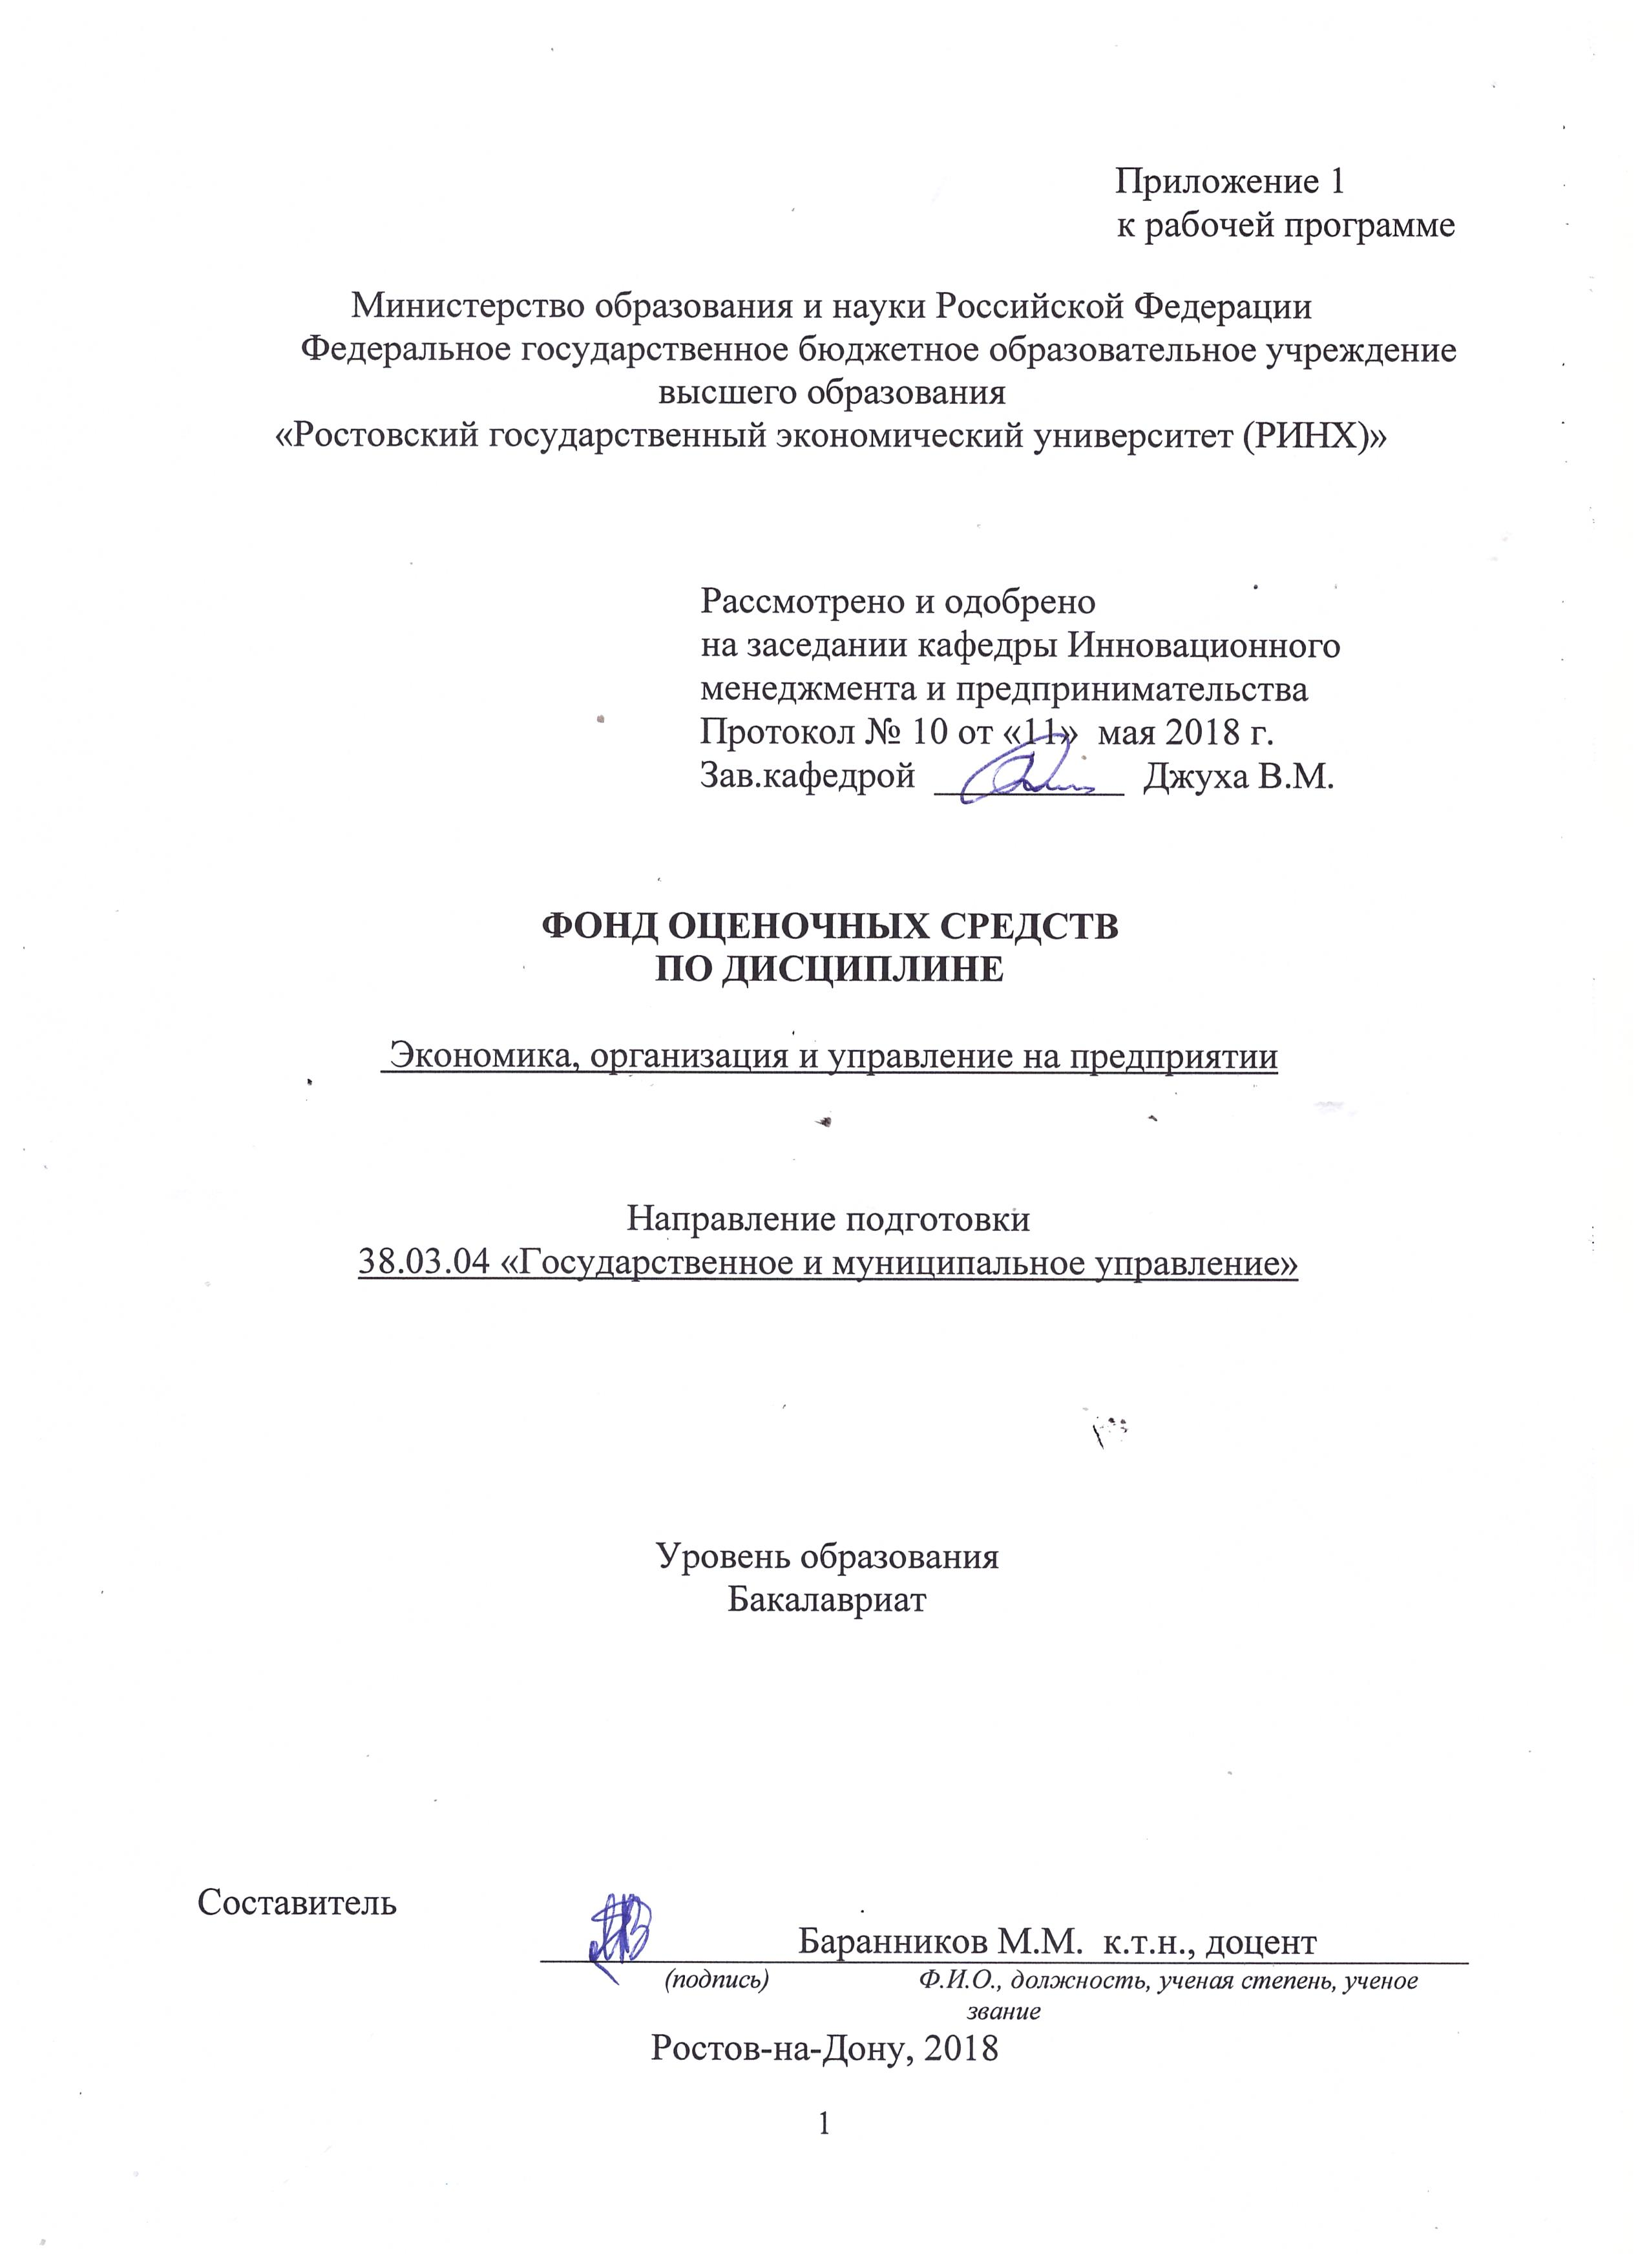 Приложение 1
к рабочей программе
Министерство образования и науки Российской Федерации
Федеральное государственное бюджетное образовательное учреждение
высшего образования
«Ростовский государственный экономический университет (РИНХ)»
Рассмотрено и одобрено
на заседании кафедры Инновационного
менеджмента и предпринимательства
Протокол № 10 от «11» мая 2018 г.
Зав.кафедрой __________ Джуха В.М.
ФОНД ОЦЕНОЧНЫХ СРЕДСТВ
ПО ДИСЦИПЛИНЕ
Экономика, организация и управление на предприятии
Направление подготовки
38.03.04 «Государственное и муниципальное управление»
Уровень образования
Бакалавриат
Составитель
Баранников М.М. к.т.н., доцент
(подпись) Ф.И.О., должность, ученая степень, ученое
звание
Ростов-на-Дону, 2018
1